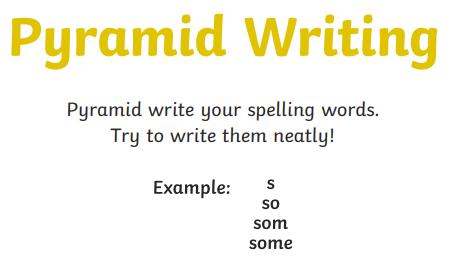 Pyramid Writing
Pyramid write your spelling words.
Try to write them neatly!
Example: s
so
som
some